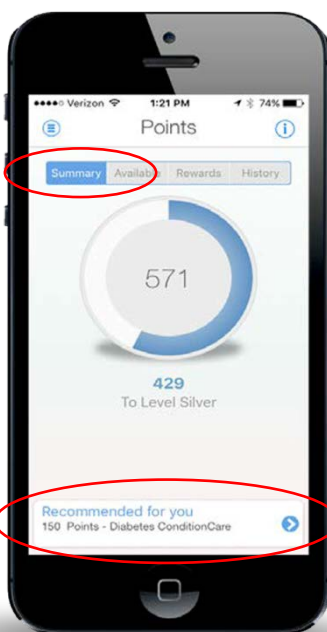 Verizon 1:21 PM 74%
Points
Summary Available Rewards History
571
429
To Level Silver
Recommended for you
150 Points - Diabetes ConditionCare